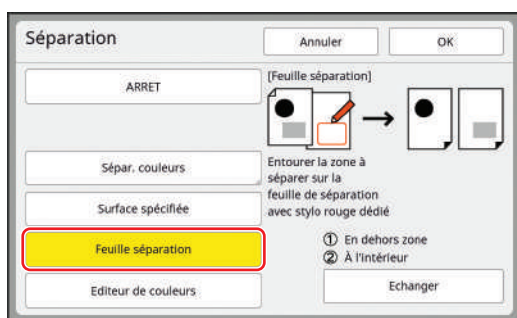 Séparation
Annuler
OK
ARRET
[Feuille séparation]
Sépar. couleurs
Entourer la zone à
séparer sur la
feuille de séparation
avec stylo rouge dédié
Surface spécifiée
Feuille séparation
① En dehors zone
② À l'intérieur
Editeur de couleurs
Echanger